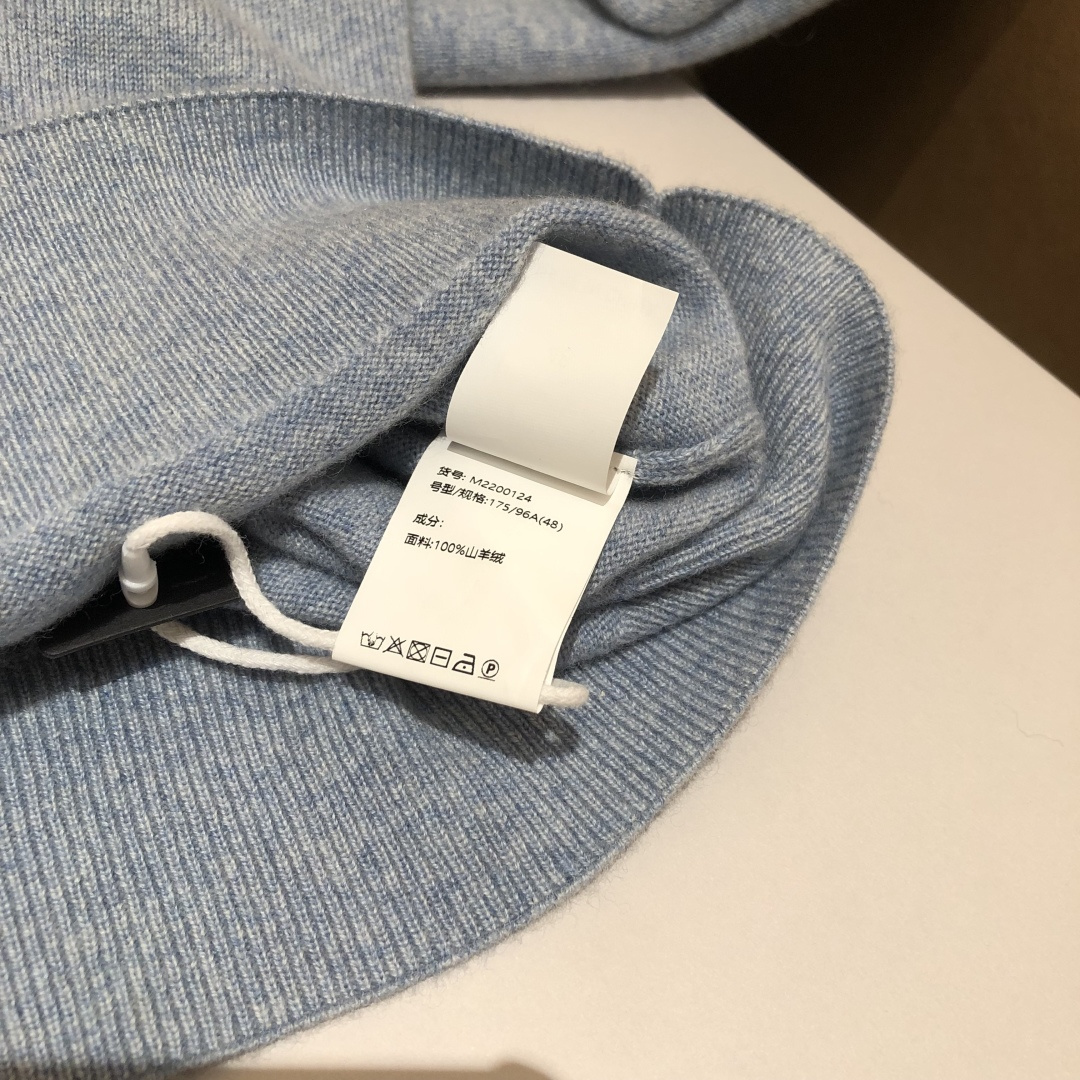 货号: M2200124
号型/规格:175/96A(48)
成分:
面料:100%山羊绒
P